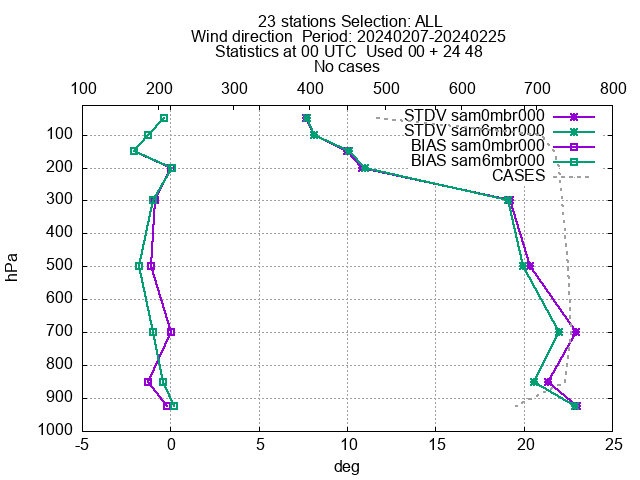 23 stations Selection: ALL
Wind direction  Period: 20240207-20240225
Statistics at 00 UTC  Used 00 + 24 48
No cases
100 200 300 400 500 600 700 800
STDV sam0mbr000
STDV sam6mbr000
BIAS sam0mbr000
BIAS sam6mbr000
CASES
100
200
300
400
500
600
700
800
900
1000
hPa
-5 0 5 10 15 20 25
deg